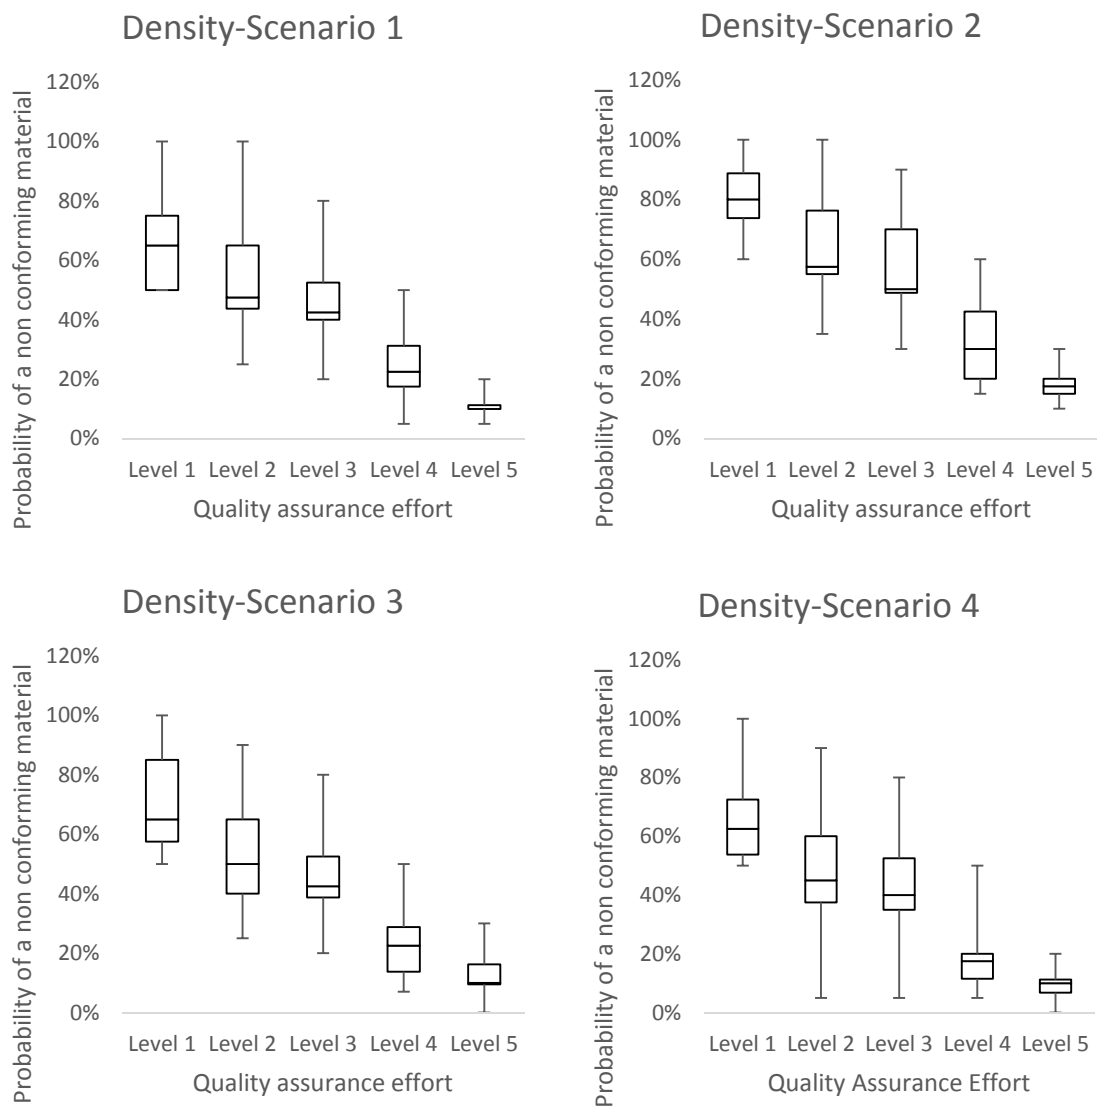 Density-Scenario 1
Probability of a non conforming material
120%
100%
80%
60%
40%
20%
0%
Level 1 Level 2 Level 3 Level 4 Level 5
Quality assurance effort
Density-Scenario 2
Probability of a non conforming material
120%
100%
80%
60%
40%
20%
0%
Level 1 Level 2 Level 3 Level 4 Level 5
Quality assurance effort
Density-Scenario 3
Probability of a non conforming material
120%
100%
80%
60%
40%
20%
0%
Level 1 Level 2 Level 3 Level 4 Level 5
Quality assurance effort
Density-Scenario 4
Probability of a non conforming material
120%
100%
80%
60%
40%
20%
0%
Level 1 Level 2 Level 3 Level 4 Level 5
Quality Assurance Effort